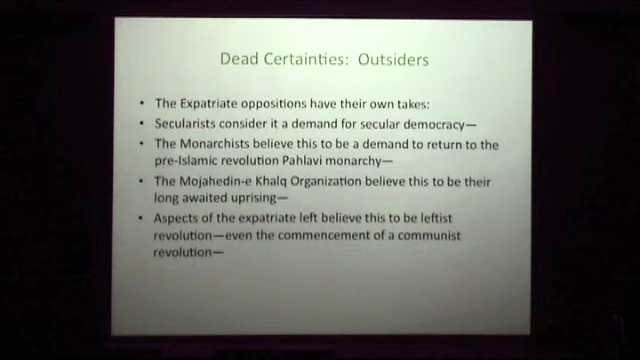 Dead Certainties: Outsiders
• The Expatriate oppositions have their own takes:
• Secularists consider it a demand for secular democracy—
• The Monarchists believe this to be a demand to return to the
pre-Islamic revolution Pahlavi monarchy—
• The Mojahedin-e Khalq Organization believe this to be their
long awaited uprising—
• Aspects of the expatriate left believe this to be leftist
revolution—even the commencement of a communist
revolution—